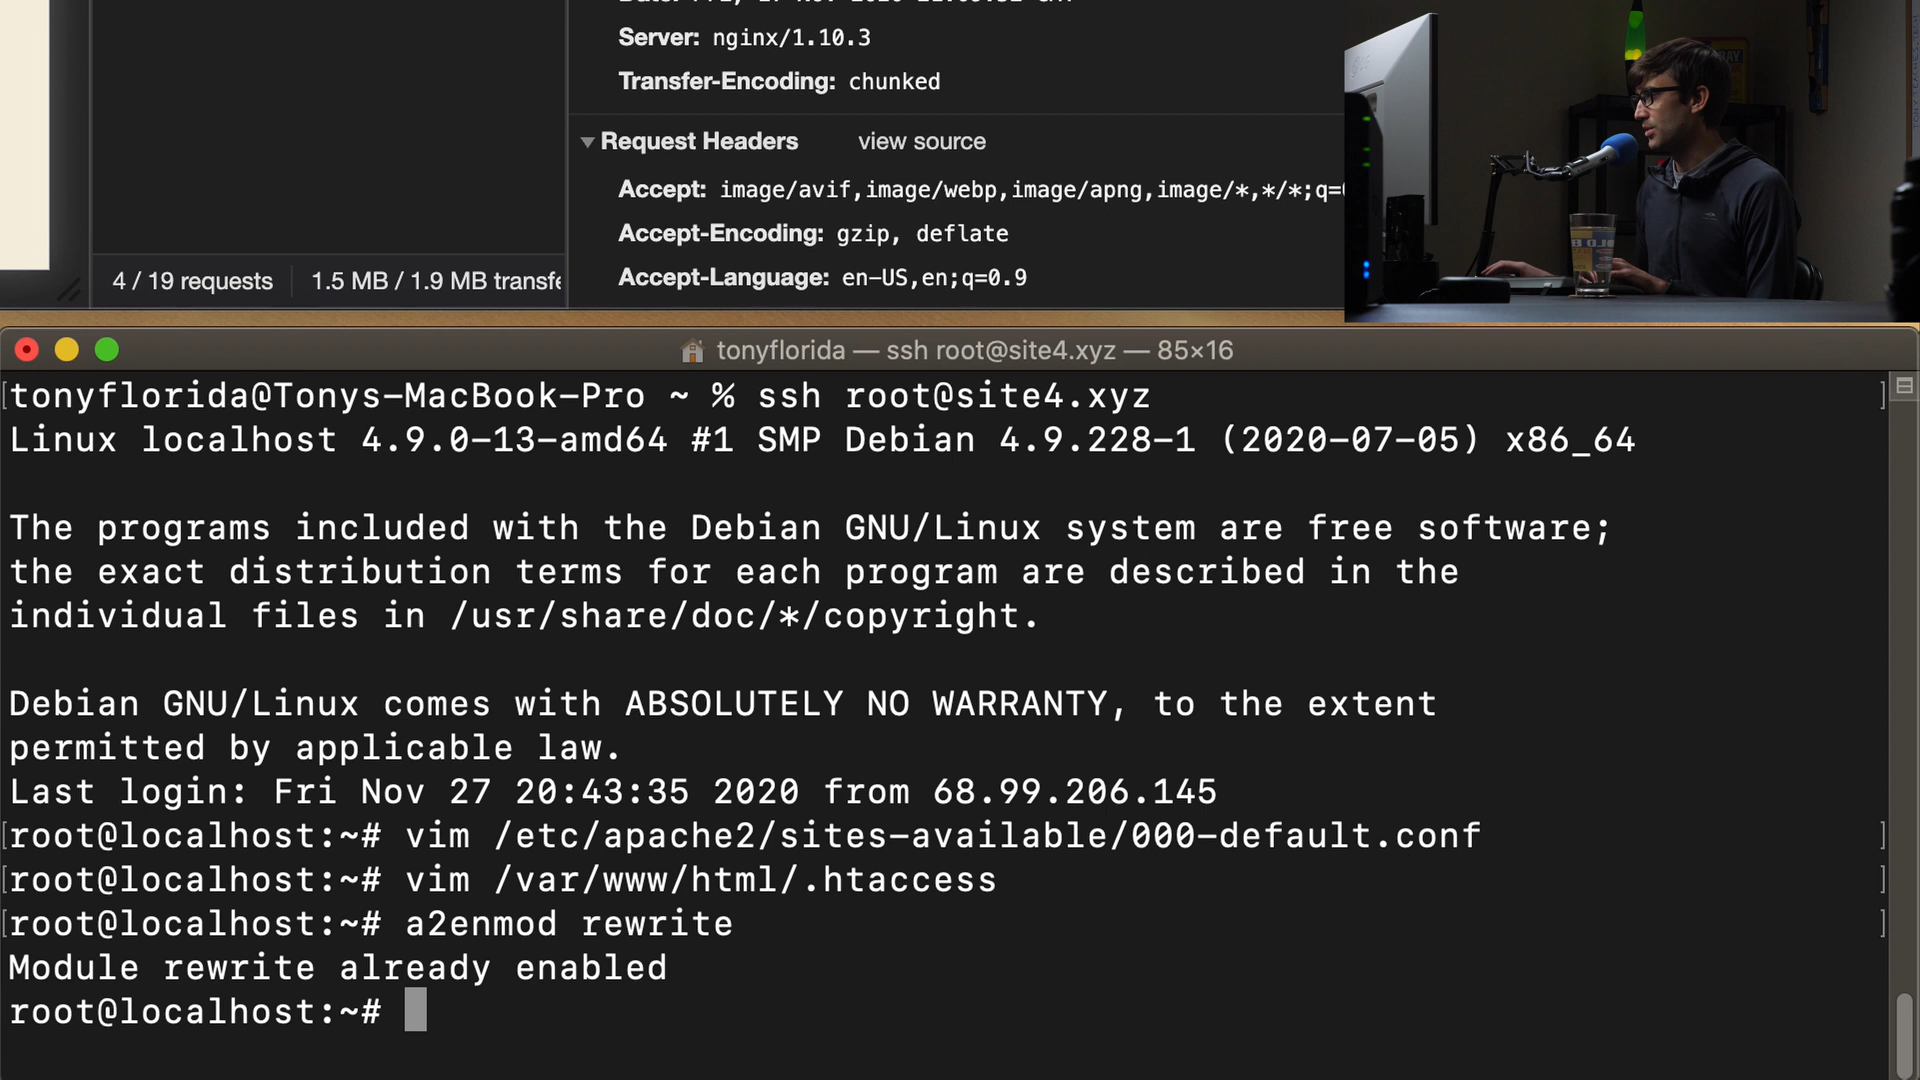 Server: nginx/1.10.3
Transfer-Encoding: chunked
Request Headers view source
Accept: image/avif,image/webp,image/apng,image/*,*/*;q=
Accept-Encoding: gzip, deflate
Accept-Language: en-US,en;q=0.9
4 / 19 requests 1.5 MB / 1.9 MB transfe
tonyflorida — ssh root@site4.xyz — 85×16
[tonyflorida@Tonys-MacBook-Pro ~ % ssh root@site4.xyz ]
Linux localhost 4.9.0-13-amd64 #1 SMP Debian 4.9.228-1 (2020-07-05) x86_64
The programs included with the Debian GNU/Linux system are free software;
the exact distribution terms for each program are described in the
individual files in /usr/share/doc/*/copyright.
Debian GNU/Linux comes with ABSOLUTELY NO WARRANTY, to the extent
permitted by applicable law.
Last login: Fri Nov 27 20:43:35 2020 from 68.99.206.145
[root@localhost:~# vim /etc/apache2/sites-available/000-default.conf ]
[root@localhost:~# vim /var/www/html/.htaccess ]
[root@localhost:~# a2enmod rewrite ]
Module rewrite already enabled
root@localhost:~#